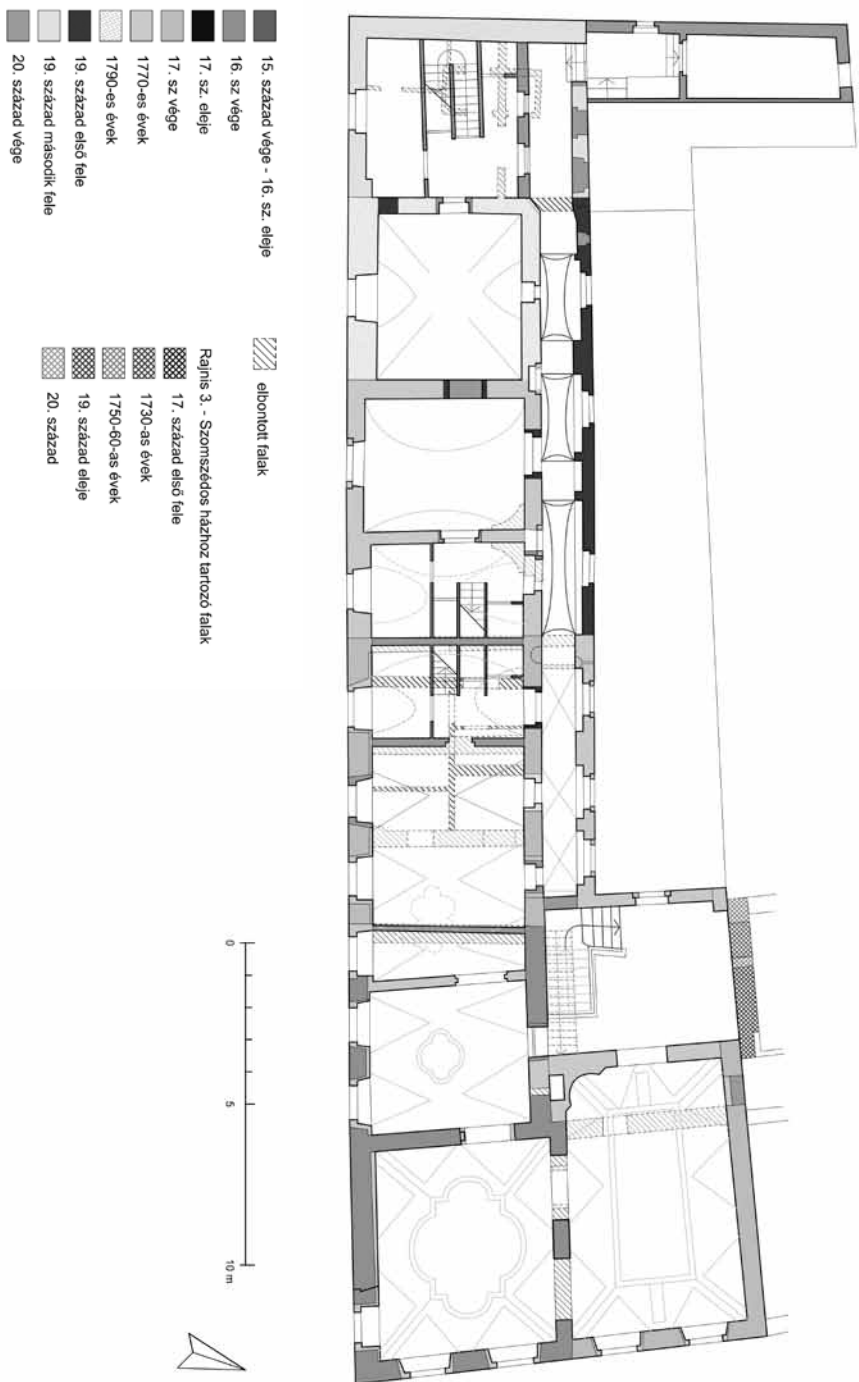 15. század vége - 16. sz. eleje
16. sz vége
17. sz. eleje
17. sz vége
1770-es évek
1790-es évek
19. század első fele
19. század második fele
20. század vége
elbontott falak
Rajnis 3. - Szomszédos házhoz tartozó falak
17. század első fele
1730-as évek
1750-60-as évek
19. század eleje
20. század
0
5
10 m